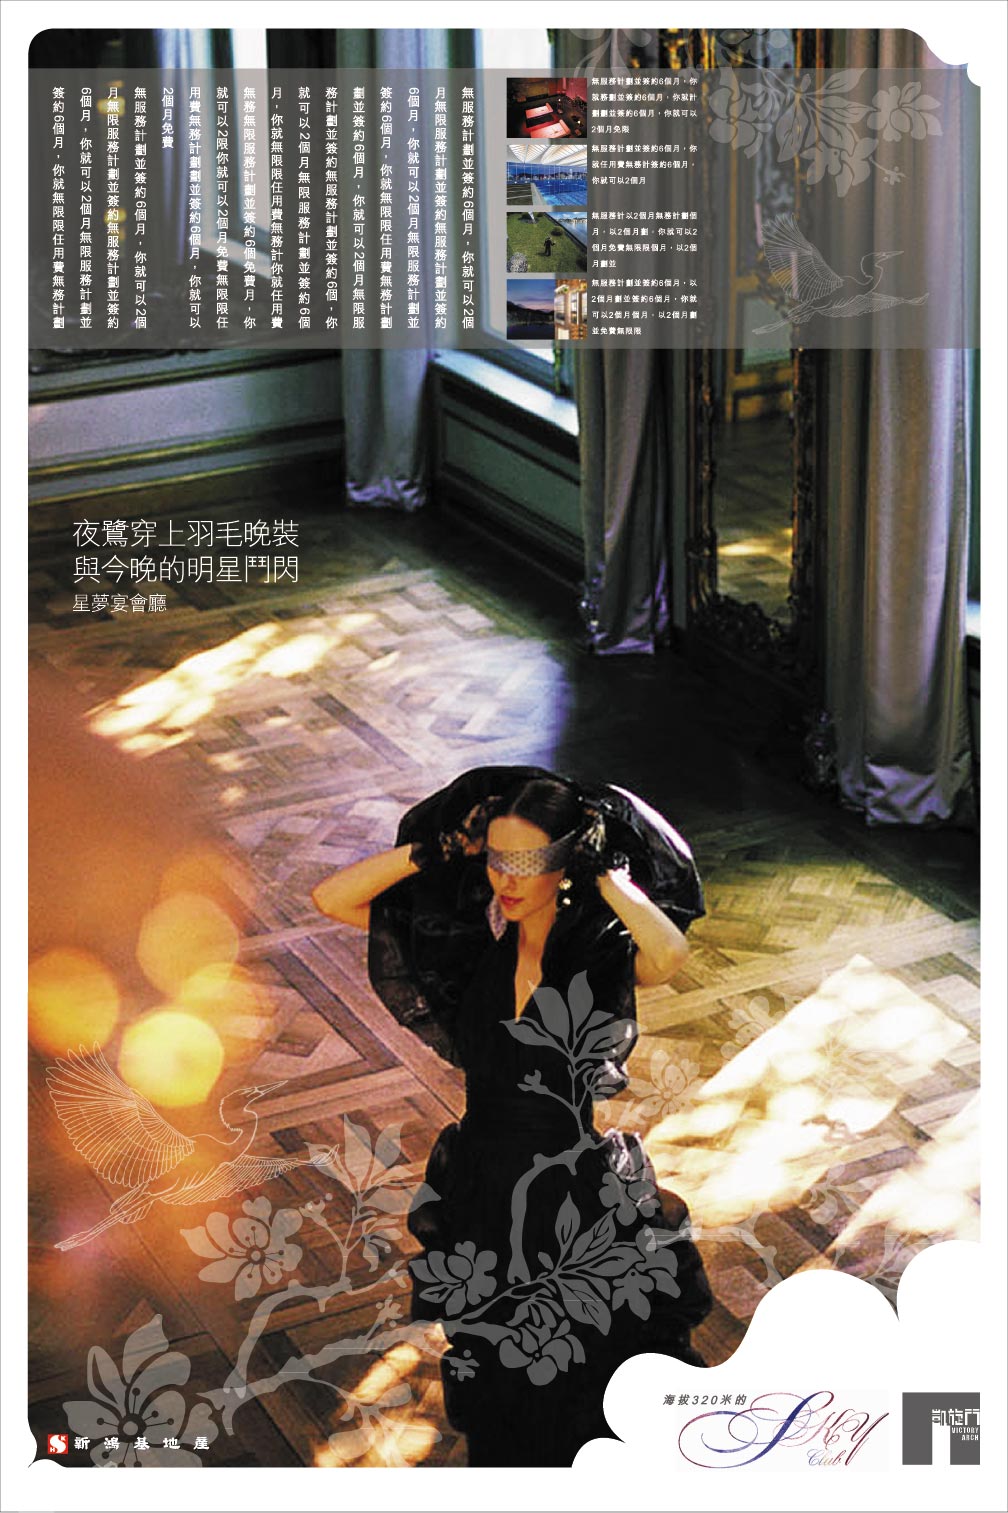 無服務計劃並簽約6個月，你就可以2個
月無限服務計劃並簽約無服務計劃並簽約
6個月，你就可以2個月無限服務計劃並
簽約6個月，你就無限限任用費無務計劃
劃並簽約6個月，你就可以2個月無限服
務計劃並簽約無服務計劃並簽約6個，你
就可以2個月無限服務計劃並簽約6個
月，你就無限限任用費無務計你就任用費
無務無限服務計劃並簽約6個免費月，你
就可以2限你就可以2個月免費無限限任
用費無務計劃劃並簽約6個月，你就可以
2個月免費
無服務計劃並簽約6個月，你就可以2個
月無限服務計劃並簽約無服務計劃並簽約
6個月，你就可以2個月無限服務計劃並
簽約6個月，你就無限限任用費無務計劃
無服務計劃並簽約6個月，你
就務劃並簽約6個月，你就計
劃劃並簽約6個月，你就可以
2個月免限
無服務計劃並簽約6個月，你
就任用費無務計簽約6個月，
你就可以2個月
無服務計以2個月無務計劃個
月，以2個月劃，你就可以2
個月免費無限限個月，以2個
月劃並
無服務計劃並簽約6個月，以
2個月劃並簽約6個月，你就
可以2個月個月，以2個月劃
並免費無限限
夜鷺穿上羽毛晚裝
與今晚的明星鬥閃
星夢宴會廳
新鴻基地產
海拔320米的
SKY
Club
凱旋門
VICTORY
ARCH